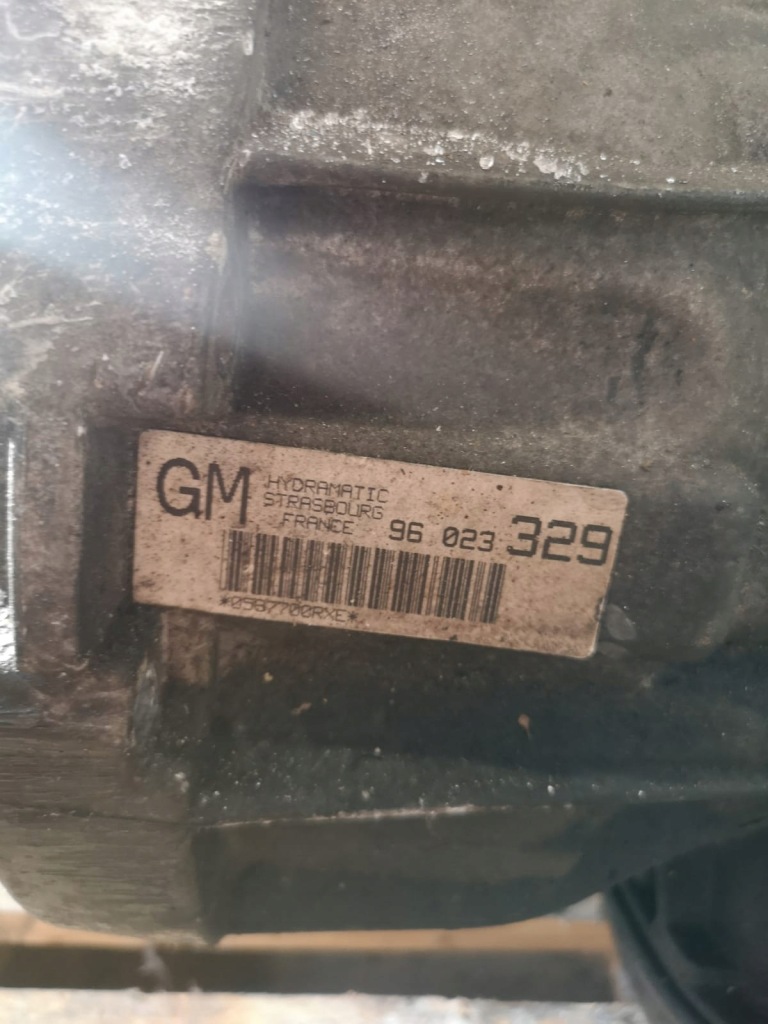 GM HYDRAMATIC
STRASBOURG
FRANCE 96 023 329
*0587700RXE*